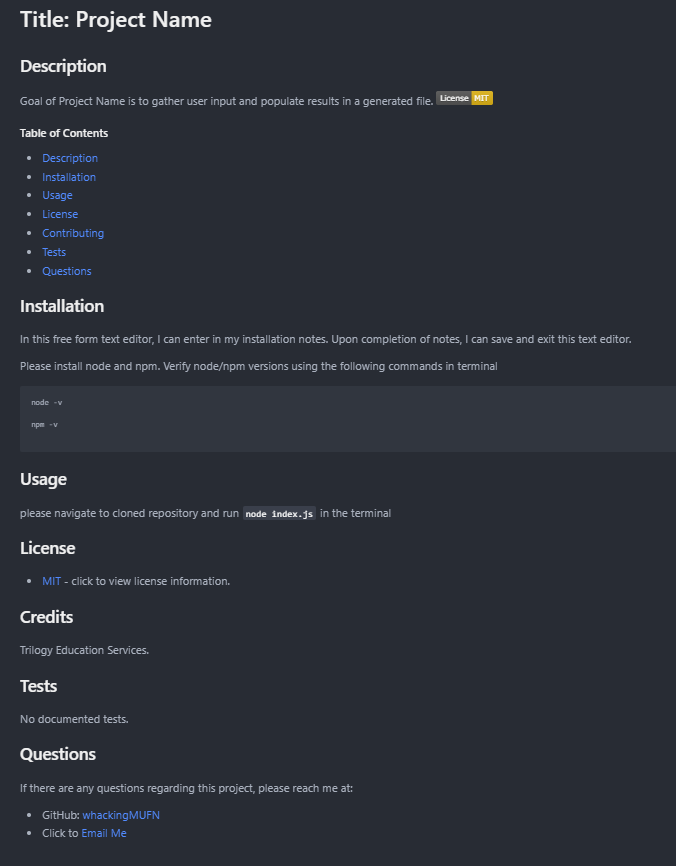 Title: Project Name
Description
Goal of Project Name is to gather user input and populate results in a generated file. License MIT
Table of Contents
Description
Installation
Usage
License
Contributing
Tests
Questions
Installation
In this free form text editor, I can enter in my installation notes. Upon completion of notes, I can save and exit this text editor.
Please install node and npm. Verify node/npm versions using the following commands in terminal
node -v
npm -v
Usage
please navigate to cloned repository and run node index.js in the terminal
License
MIT - click to view license information.
Credits
Trilogy Education Services.
Tests
No documented tests.
Questions
If there are any questions regarding this project, please reach me at:
GitHub: whackingMUFN
Click to Email Me